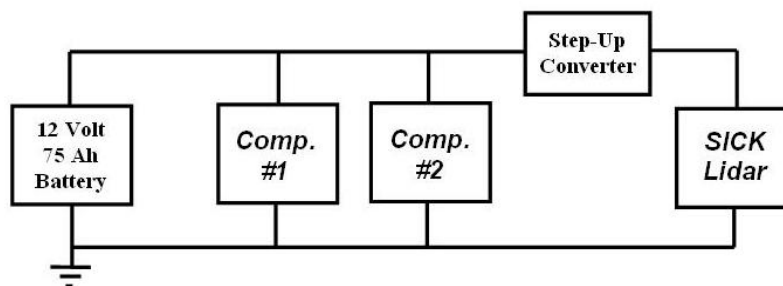 Step-Up
Converter
12 Volt
75 Ah
Battery
Comp.
#1
Comp.
#2
SICK
Lidar